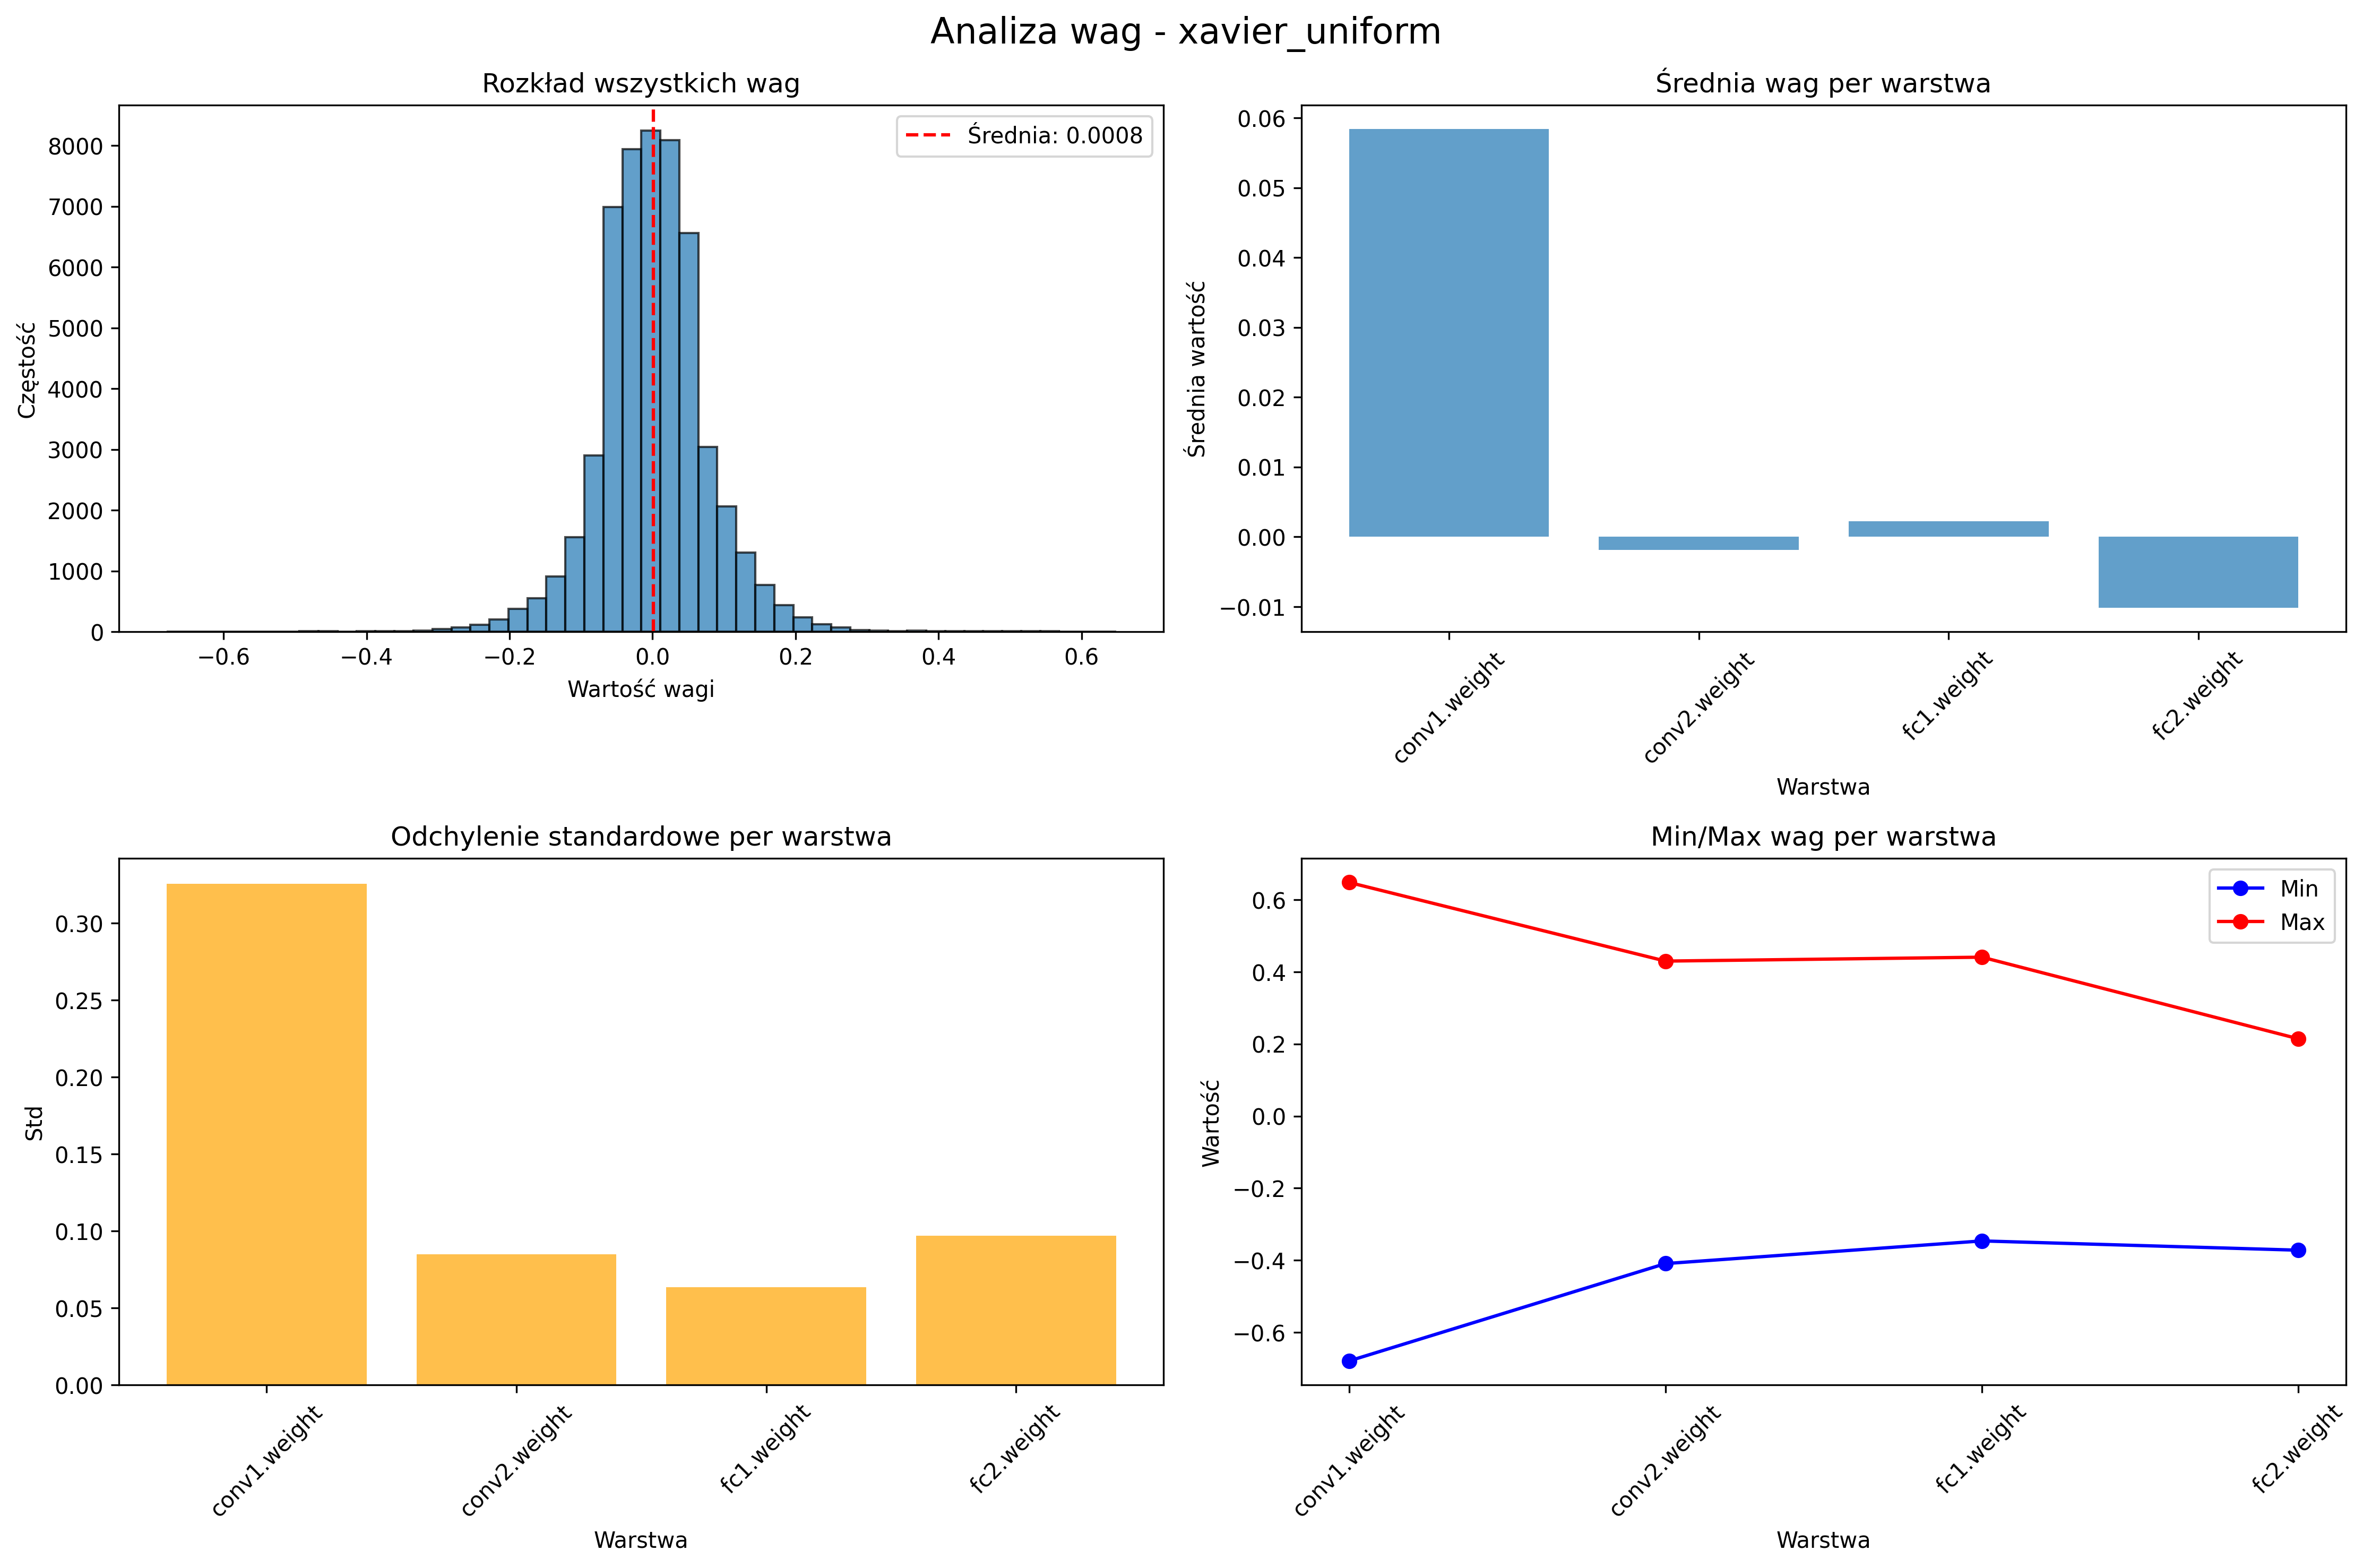 Analiza wag - xavier_uniform
Rozkład wszystkich wag
Średnia: 0.0008
Częstość
8000
7000
6000
5000
4000
3000
2000
1000
0
−0.6
−0.4
−0.2
0.0
0.2
0.4
0.6
Wartość wagi
Średnia wag per warstwa
Średnia wartość
0.06
0.05
0.04
0.03
0.02
0.01
0.00
−0.01
conv1.weight
conv2.weight
fc1.weight
fc2.weight
Warstwa
Odchylenie standardowe per warstwa
Std
0.30
0.25
0.20
0.15
0.10
0.05
0.00
conv1.weight
conv2.weight
fc1.weight
fc2.weight
Warstwa
Min/Max wag per warstwa
Min
Max
Wartość
0.6
0.4
0.2
0.0
−0.2
−0.4
−0.6
conv1.weight
conv2.weight
fc1.weight
fc2.weight
Warstwa